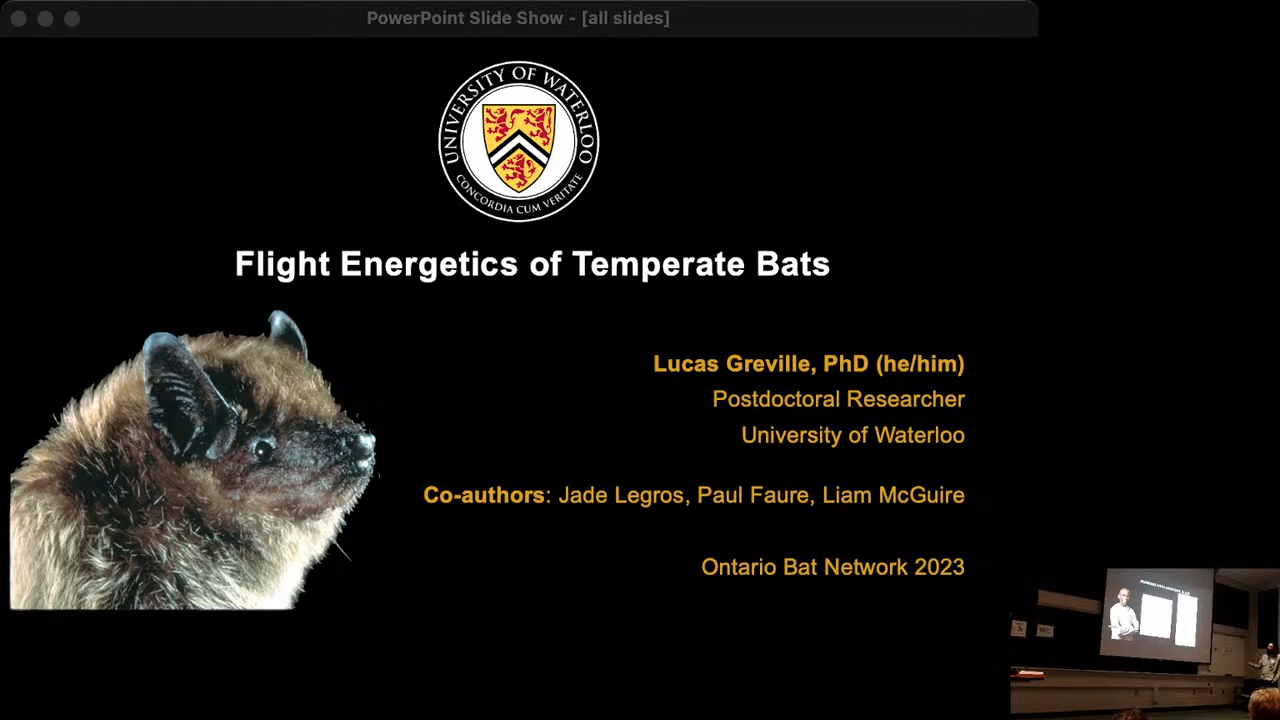 PowerPoint Slide Show - [all slides]
UNIVERSITY OF WATERLOO
CONCORDIA CUM VERITATE
Flight Energetics of Temperate Bats
Lucas Greville, PhD (he/him)
Postdoctoral Researcher
University of Waterloo
Co-authors: Jade Legros, Paul Faure, Liam McGuire
Ontario Bat Network 2023